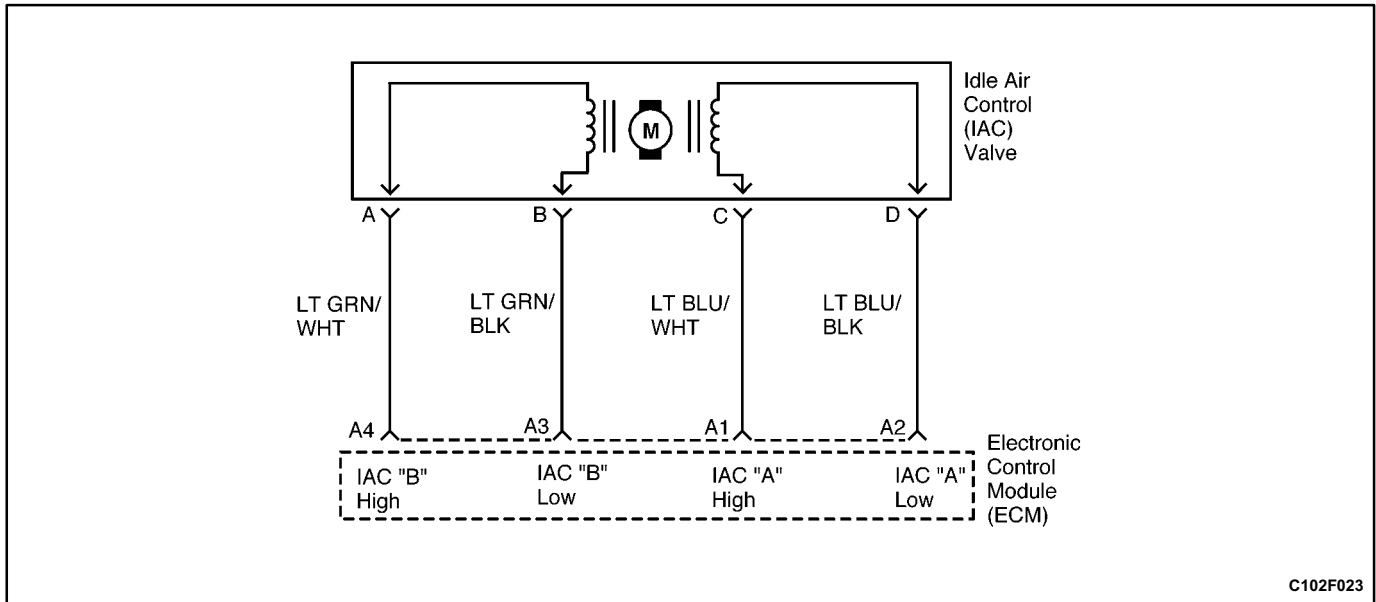 Idle Air
Control
(IAC)
Valve
M
A
B
C
D
LT GRN/
WHT
LT GRN/
BLK
LT BLU/
WHT
LT BLU/
BLK
A4
A3
A1
A2
IAC "B"
High
IAC "B"
Low
IAC "A"
High
IAC "A"
Low
Electronic
Control
Module
(ECM)
C102F023